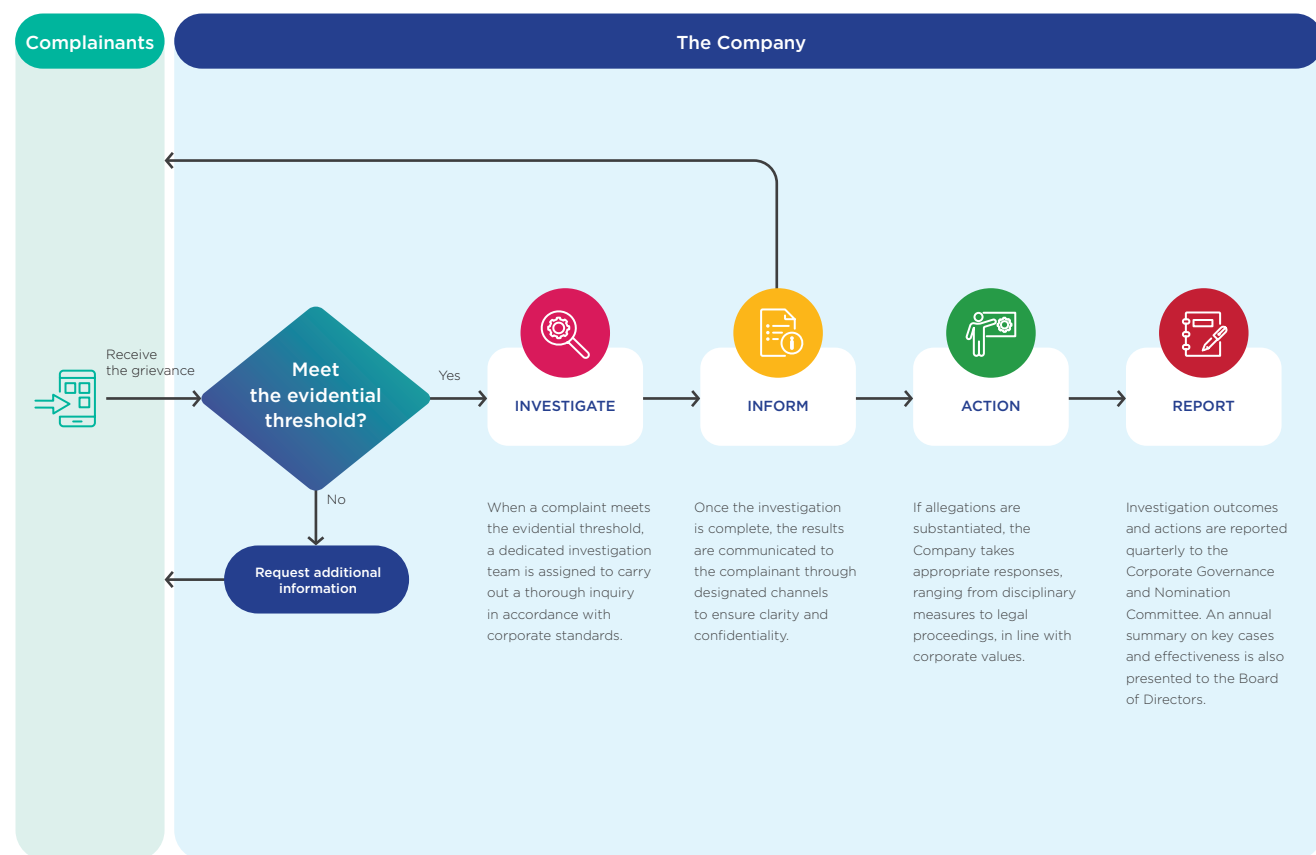 Complainants
The Company
Receive
the grievance
Meet
the evidential
threshold?
Yes
No
Request additional
information
INVESTIGATE
When a complaint meets
the evidential threshold,
a dedicated investigation
team is assigned to carry
out a thorough inquiry
in accordance with
corporate standards.
INFORM
Once the investigation
is complete, the results
are communicated to
the complainant through
designated channels
to ensure clarity and
confidentiality.
ACTION
If allegations are
substantiated, the
Company takes
appropriate responses,
ranging from disciplinary
measures to legal
proceedings, in line with
corporate values.
REPORT
Investigation outcomes
and actions are reported
quarterly to the
Corporate Governance
and Nomination
Committee. An annual
summary on key cases
and effectiveness is also
presented to the Board
of Directors.